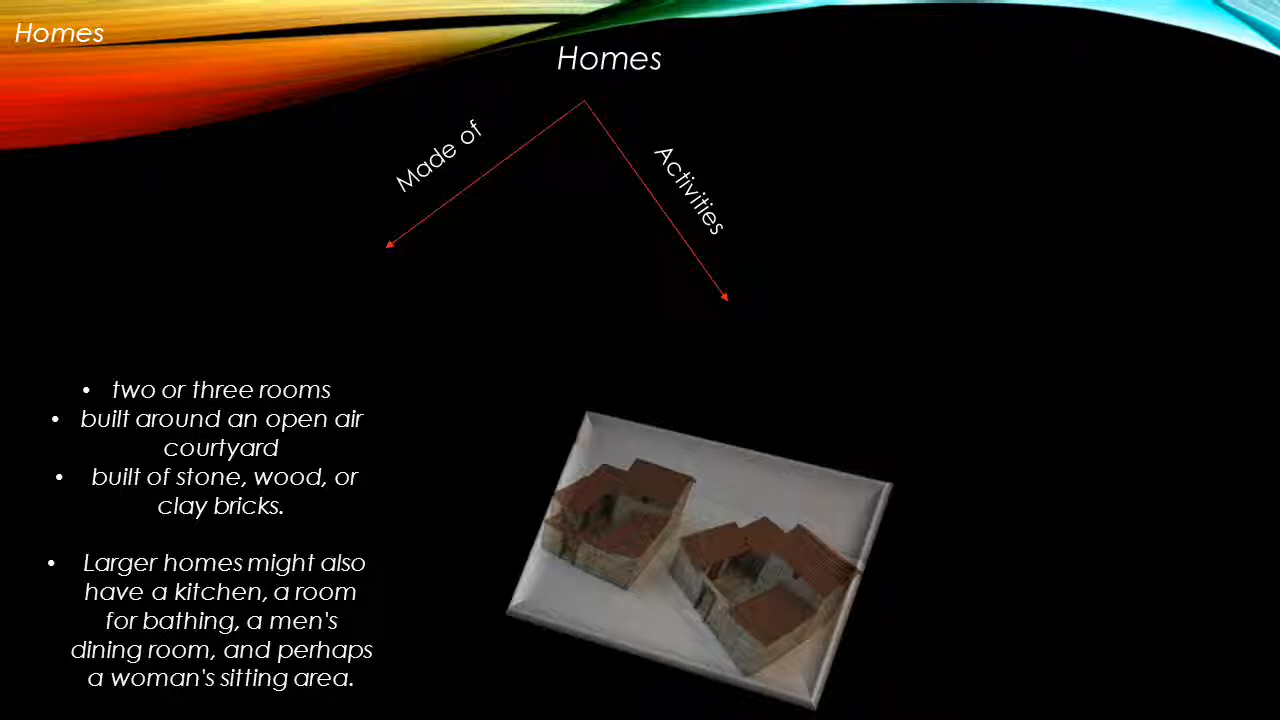 Homes
Homes
Made of
Activities
• two or three rooms
• built around an open air
courtyard
• built of stone, wood, or
clay bricks.
• Larger homes might also
have a kitchen, a room
for bathing, a men's
dining room, and perhaps
a woman's sitting area.